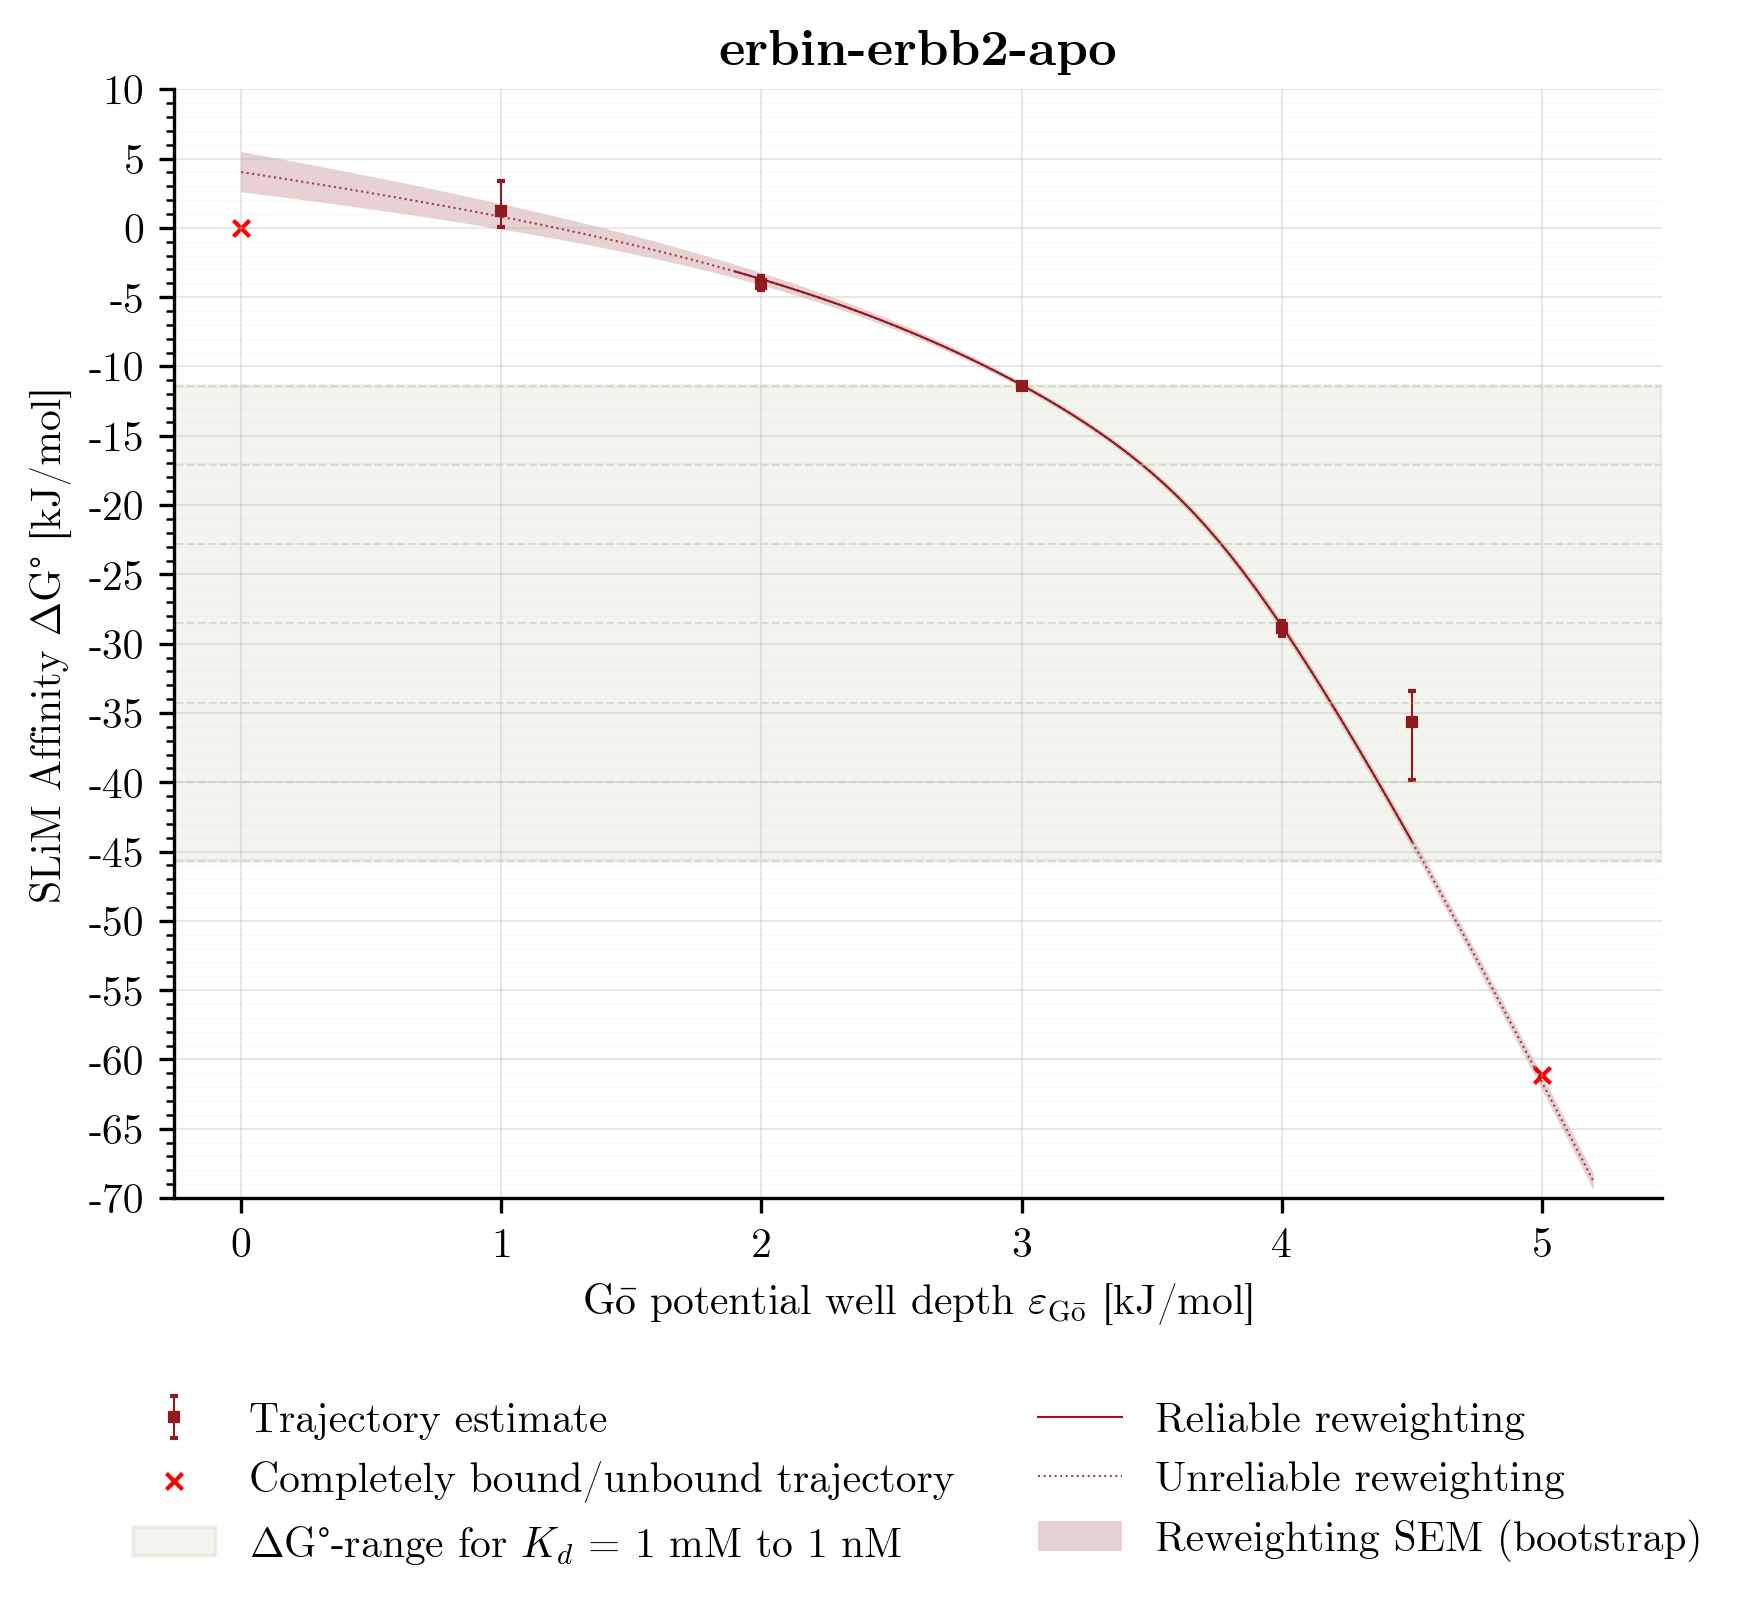 erbin-erbb2-apo
SLiM Affinity ΔG° [kJ/mol]
10
5
0
-5
-10
-15
-20
-25
-30
-35
-40
-45
-50
-55
-60
-65
-70
0 1 2 3 4 5
Gō potential well depth εGō [kJ/mol]
Trajectory estimate
Completely bound/unbound trajectory
ΔG°-range for Kd = 1 mM to 1 nM
Reliable reweighting
Unreliable reweighting
Reweighting SEM (bootstrap)